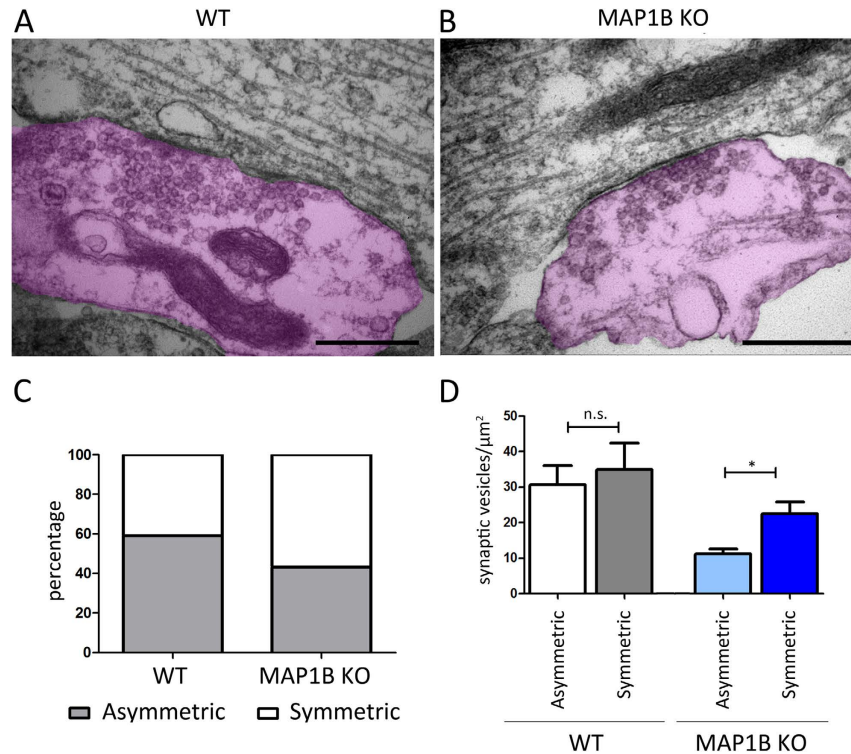 A
WT
B
MAP1B KO
C
percentage
100
80
60
40
20
0
WT
MAP1B KO
Asymmetric
Symmetric
D
synaptic vesicles/µm²
50
40
30
20
10
0
n.s.
*
Asymmetric
Symmetric
Asymmetric
Symmetric
WT
MAP1B KO